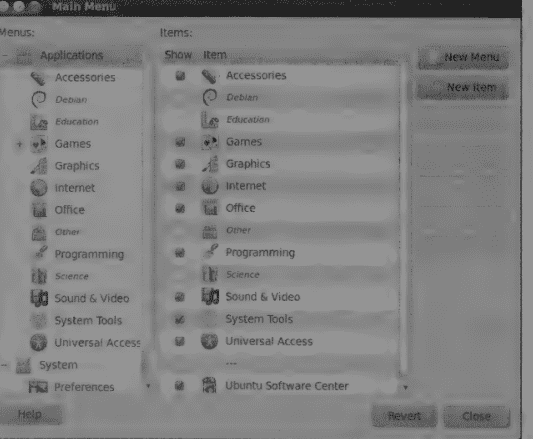 Main Menu
Menus:
Applications
Accessories
Debian
Education
Games
Graphics
Internet
Office
Other
Programming
Science
Sound & Video
System Tools
Universal Access
System
Preferences
Items:
Show Item
Accessories
Debian
Education
Games
Graphics
Internet
Office
Other
Programming
Science
Sound & Video
System Tools
Universal Access
---
Ubuntu Software Center
New Menu
New Item
Help
Revert
Close